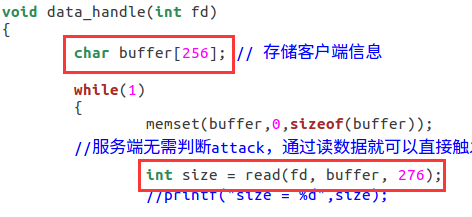 void data_handle(int fd)
{
char buffer[256]; // 存储客户端信息
while(1)
{
memset(buffer,0,sizeof(buffer));
//服务端无需判断attack，通过读数据就可以直接触
int size = read(fd, buffer, 276);
//printf("size = %d",size);